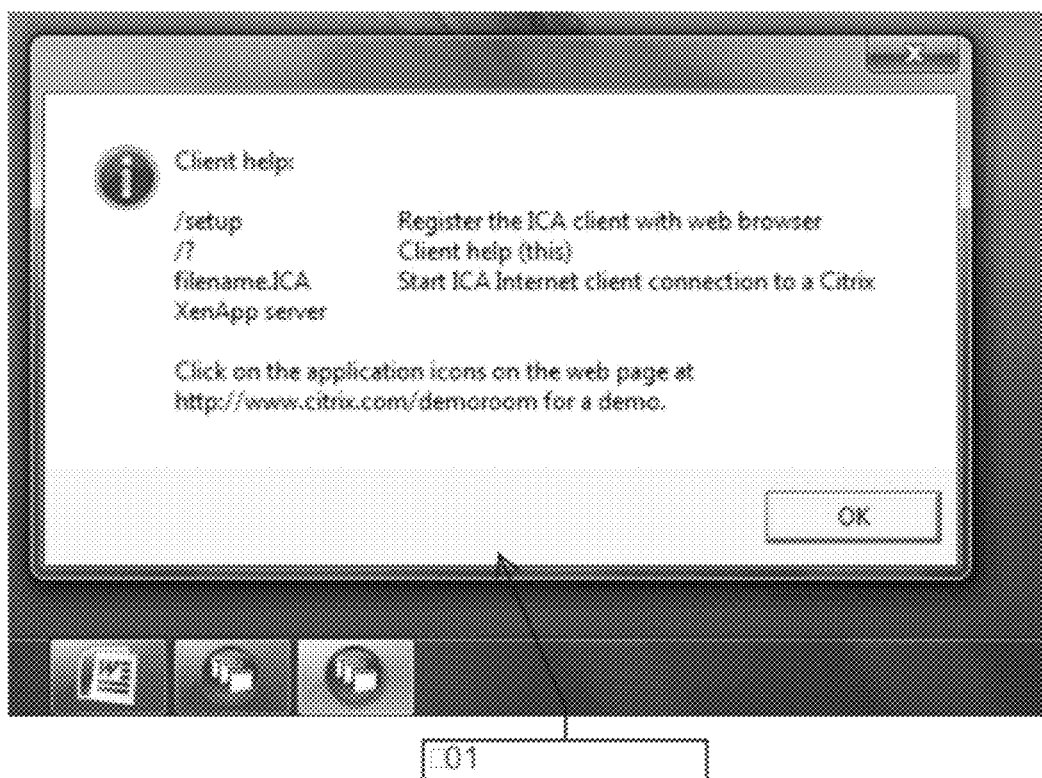 Client help:
/setup Register the ICA client with web browser
/? Client help (this)
filename.ICA Start ICA Internet client connection to a Citrix
XenApp server
Click on the application icons on the web page at
http://www.citrix.com/demoroom for a demo.
OK